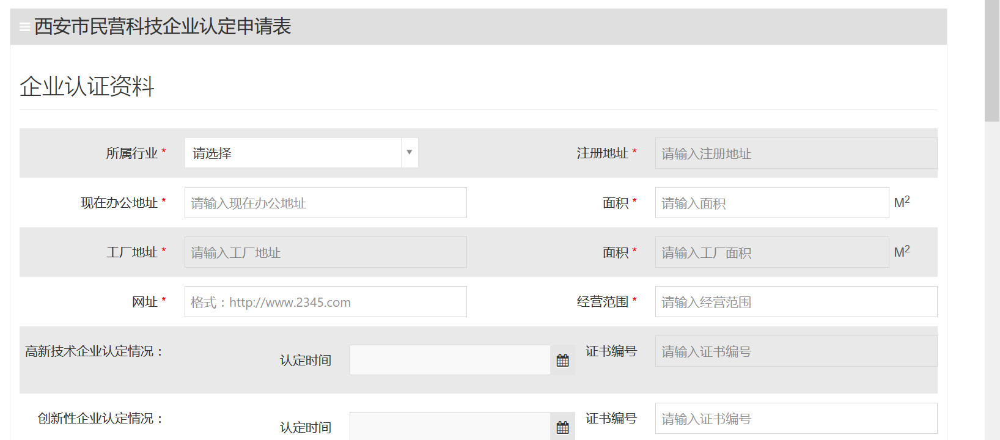 西安市民营科技企业认定申请表
企业认证资料
所属行业 * 请选择 注册地址 * 请输入注册地址
现在办公地址 * 请输入现在办公地址 面积 * 请输入面积 M²
工厂地址 * 请输入工厂地址 面积 * 请输入工厂面积 M²
网址 * 格式：http://www.2345.com 经营范围 * 请输入经营范围
高新技术企业认定情况： 认定时间 证书编号 请输入证书编号
创新性企业认定情况： 认定时间 证书编号 请输入证书编号